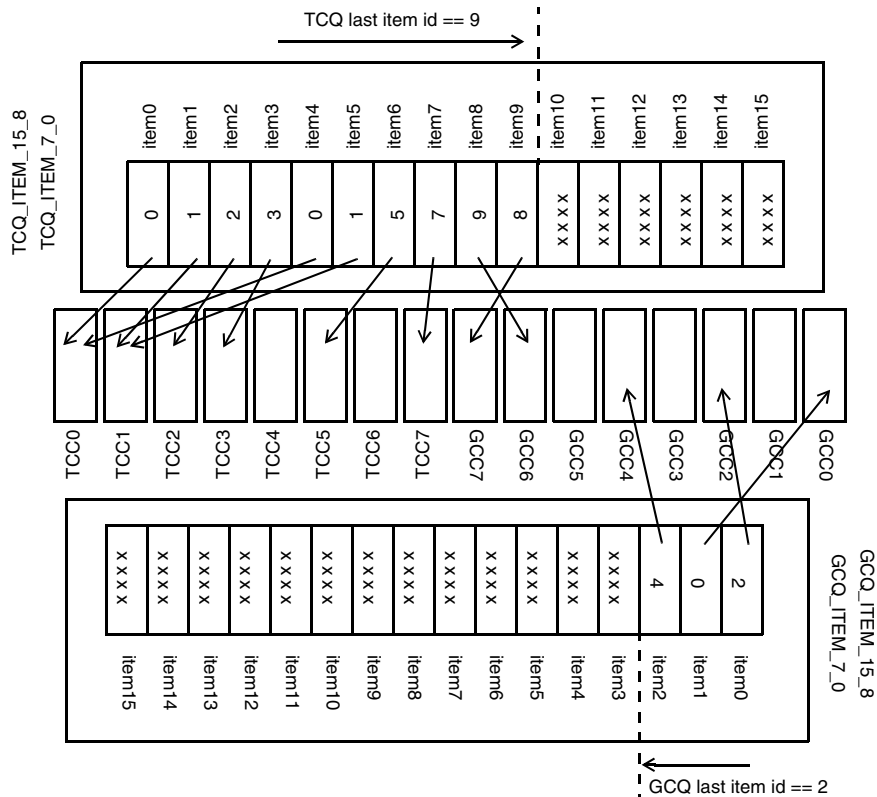 TCQ last item id == 9
TCQ_ITEM_15_8
TCQ_ITEM_7_0
item0 item1 item2 item3 item4 item5 item6 item7 item8 item9 item10 item11 item12 item13 item14 item15
0 1 2 3 0 1 5 7 9 8 xxxx xxxx xxxx xxxx xxxx xxxx
TCC0 TCC1 TCC2 TCC3 TCC4 TCC5 TCC6 TCC7 GCC7 GCC6 GCC5 GCC4 GCC3 GCC2 GCC1 GCC0
xxxx xxxx xxxx xxxx xxxx xxxx xxxx xxxx xxxx xxxx xxxx xxxx xxxx 4 0 2
item15 item14 item13 item12 item11 item10 item9 item8 item7 item6 item5 item4 item3 item2 item1 item0
GCQ_ITEM_15_8
GCQ_ITEM_7_0
GCQ last item id == 2